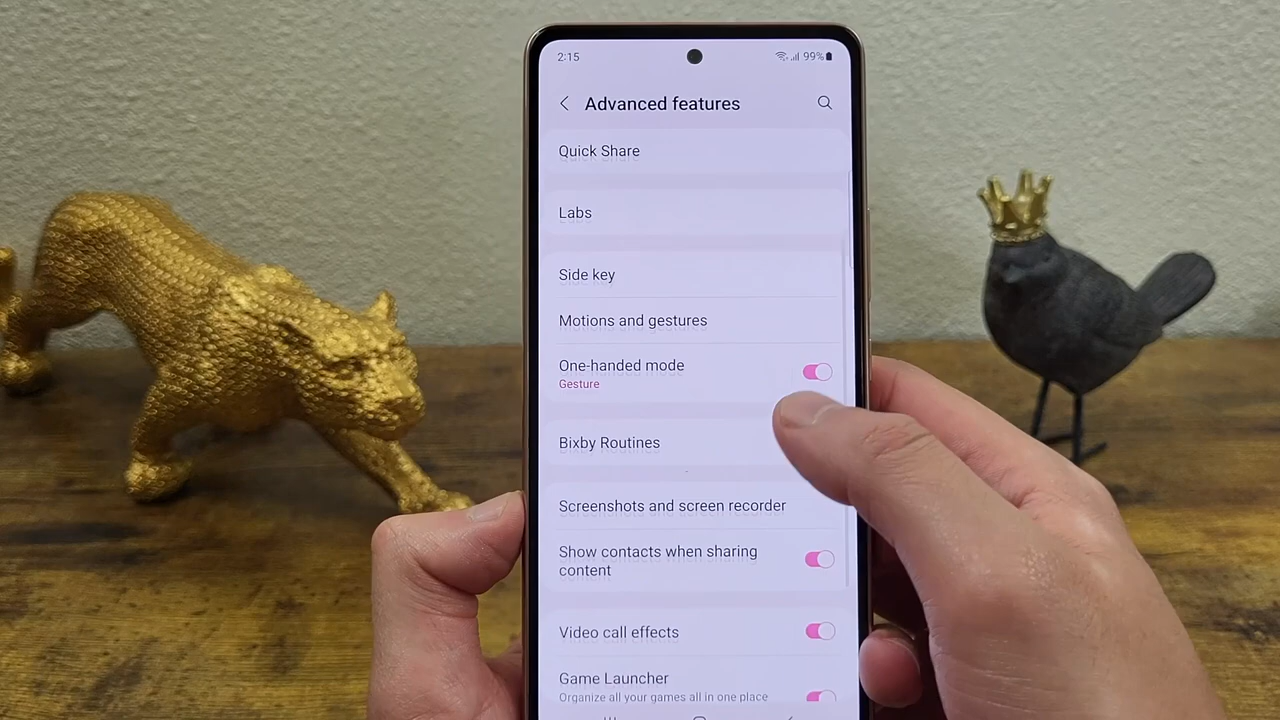 2:15
99%
Advanced features
Quick Share
Labs
Side key
Motions and gestures
One-handed mode
Gesture
Bixby Routines
Screenshots and screen recorder
Show contacts when sharing
content
Video call effects
Game Launcher
Organize all your games all in one place